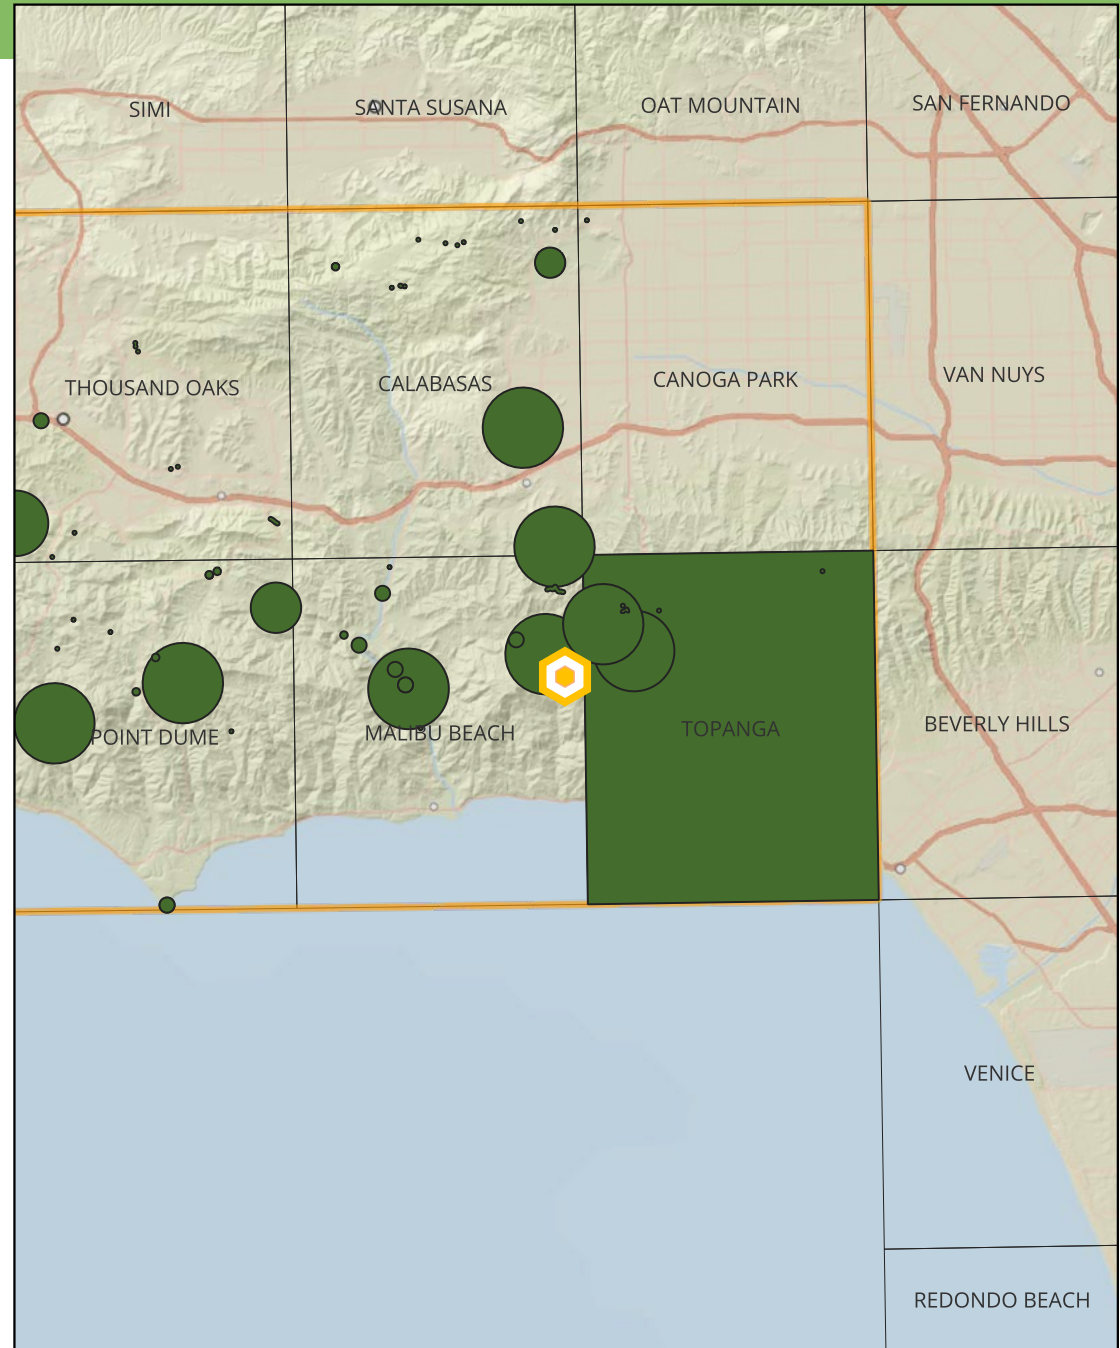 SIMI
SANTA SUSANA
OAT MOUNTAIN
SAN FERNANDO
THOUSAND OAKS
CALABASAS
CANOGA PARK
VAN NUYS
POINT DUME
MALIBU BEACH
TOPANGA
BEVERLY HILLS
VENICE
REDONDO BEACH